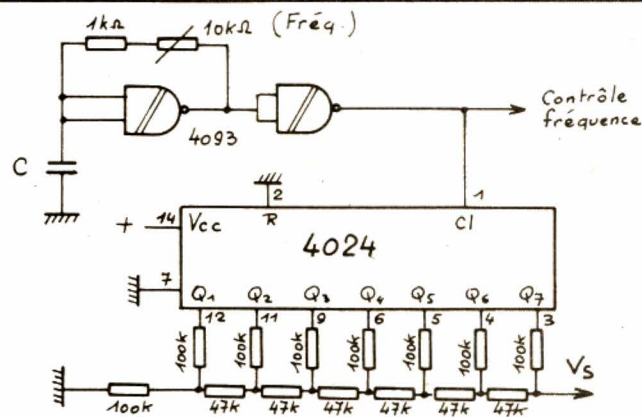 1kΩ 10kΩ (Fréq.)
4093
Contrôle
fréquence
C
2 1
+ 14 Vcc R Cl
4024
7
Q1 Q2 Q3 Q4 Q5 Q6 Q7
12 11 9 6 5 4 3
100k 100k 100k 100k 100k 100k 100k
Vs
100k 47k 47k 47k 47k 47k 47k